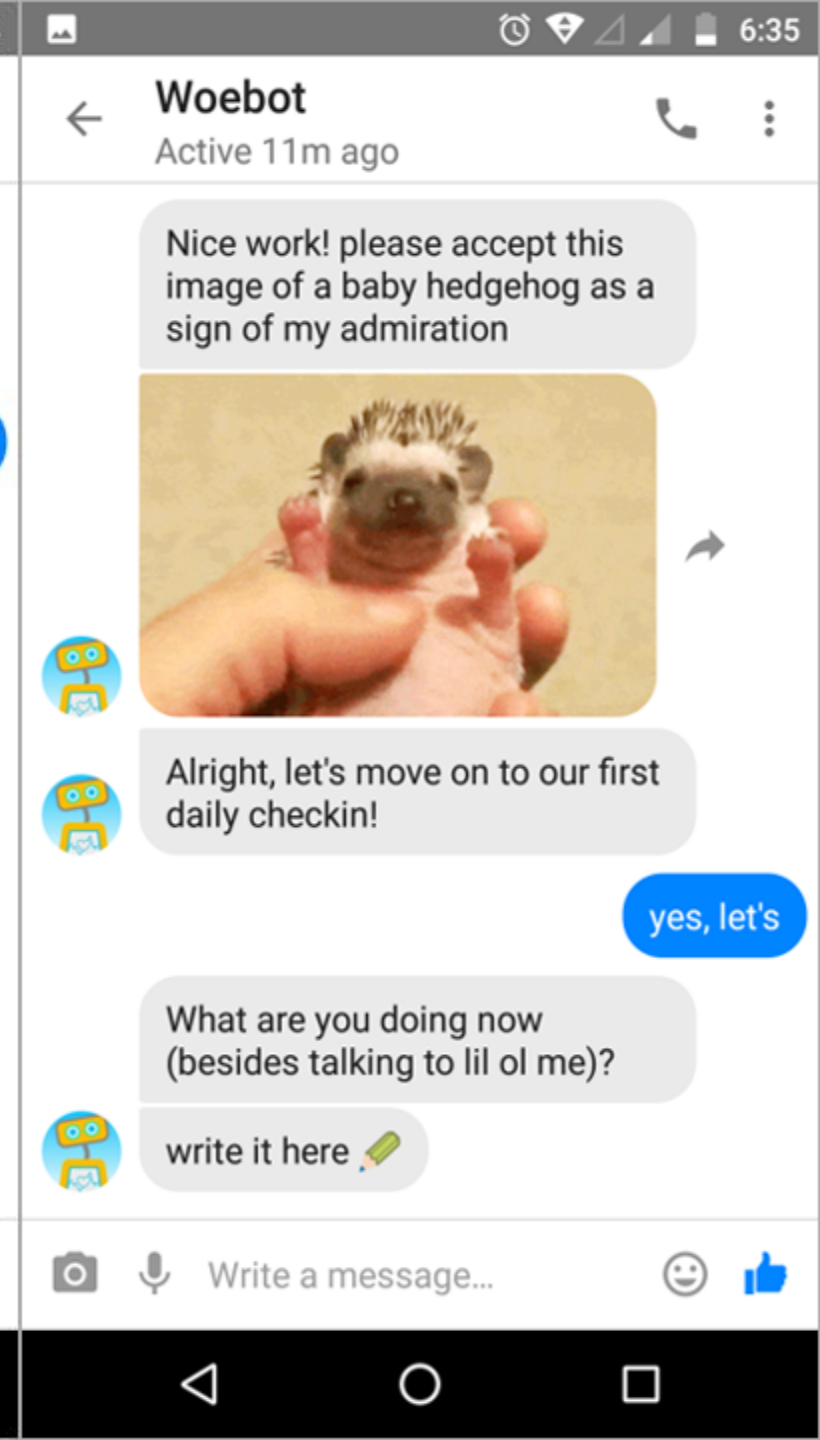 6:35
Woebot
Active 11m ago
Nice work! please accept this
image of a baby hedgehog as a
sign of my admiration
Alright, let's move on to our first
daily checkin!
yes, let's
What are you doing now
(besides talking to lil ol me)?
write it here
Write a message...